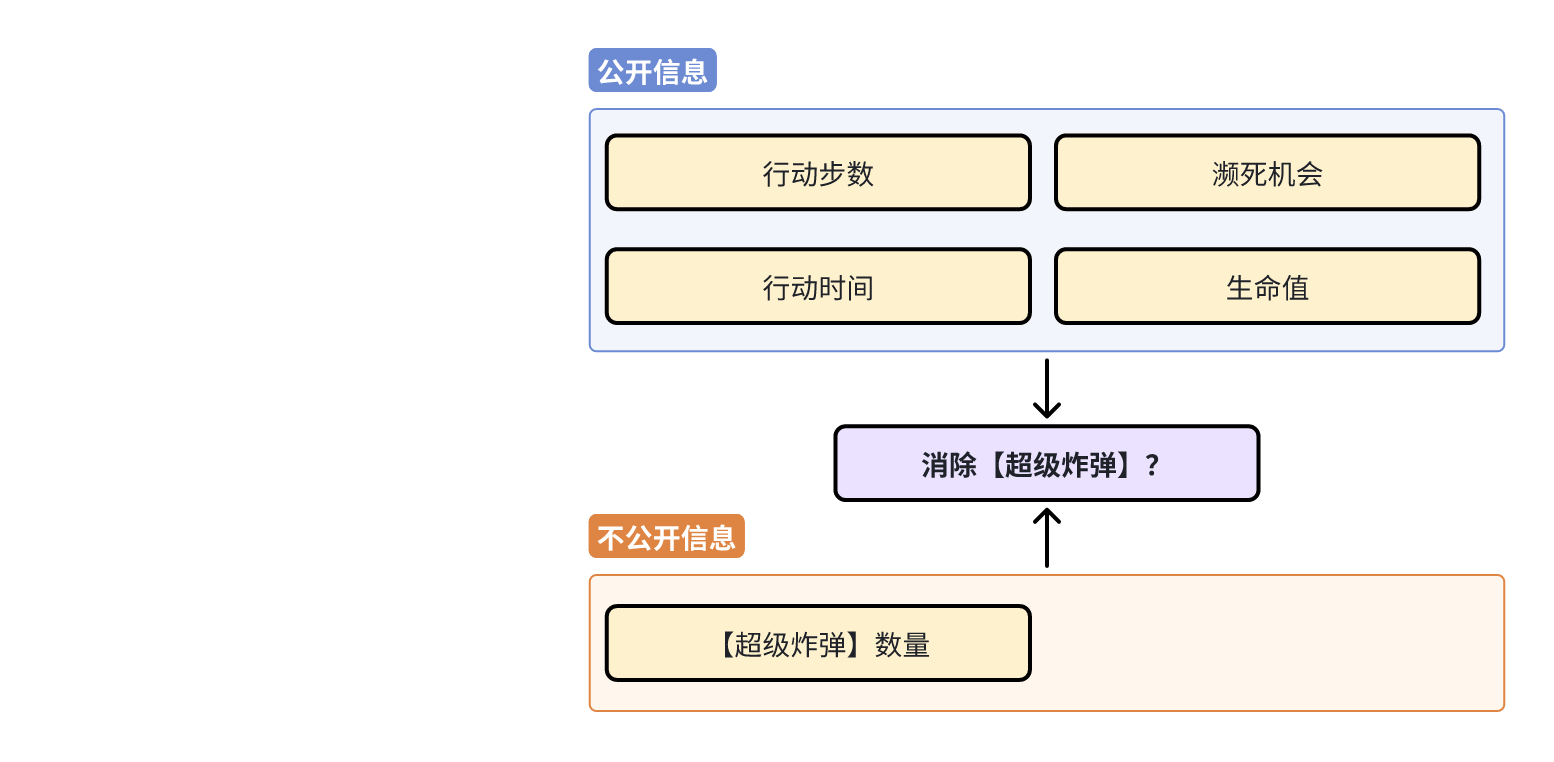 公开信息
行动步数
濒死机会
行动时间
生命值
消除【超级炸弹】？
不公开信息
【超级炸弹】数量